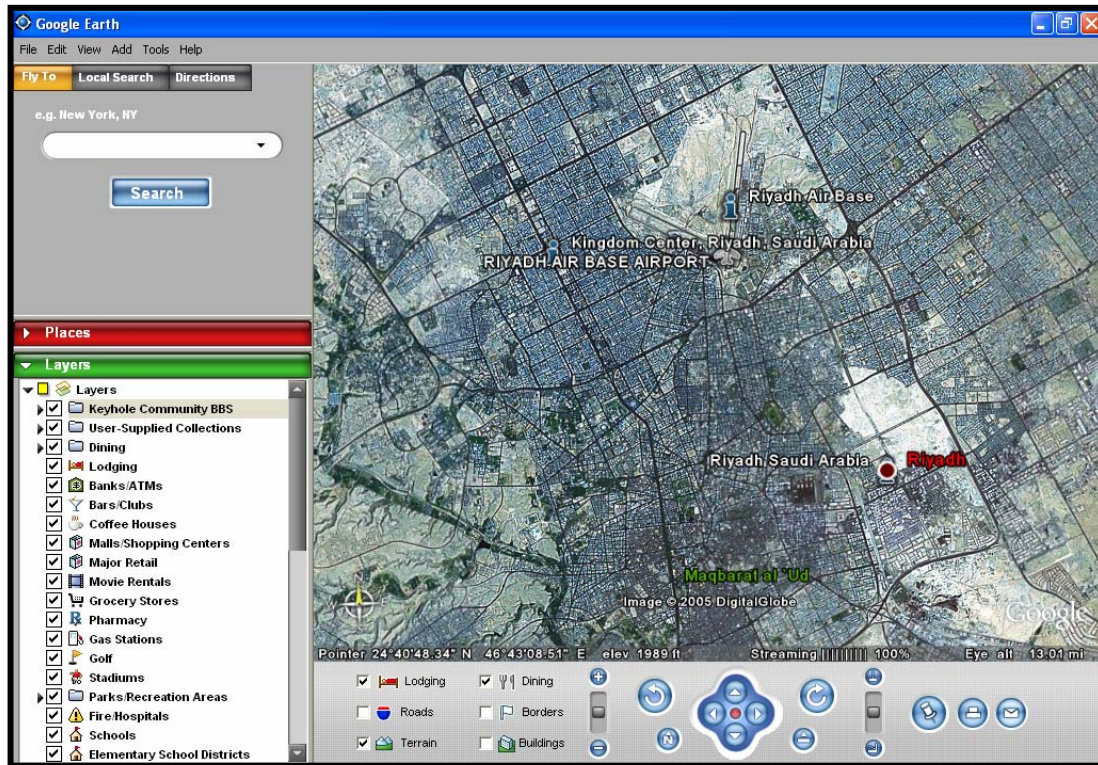 Google Earth
File Edit View Add Tools Help
Fly To Local Search Directions
e.g. New York, NY
Search
Places
Layers
Layers
Keyhole Community BBS
User-Supplied Collections
Dining
Lodging
Banks/ATMs
Bars/Clubs
Coffee Houses
Malls/Shopping Centers
Major Retail
Movie Rentals
Grocery Stores
Pharmacy
Gas Stations
Golf
Stadiums
Parks/Recreation Areas
Fire/Hospitals
Schools
Elementary School Districts
Riyadh Air Base
Kingdom Center, Riyadh, Saudi Arabia
RIYADH AIR BASE AIRPORT
Riyadh Saudi Arabia Riyadh
Maqbarat al 'Ud
Image © 2005 DigitalGlobe
Google
Pointer 24°40'48.34" N 46°43'08.51" E elev 1989 ft Streaming 100% Eye alt 13.01 mi
Lodging Dining
Roads Borders
Terrain Buildings
N